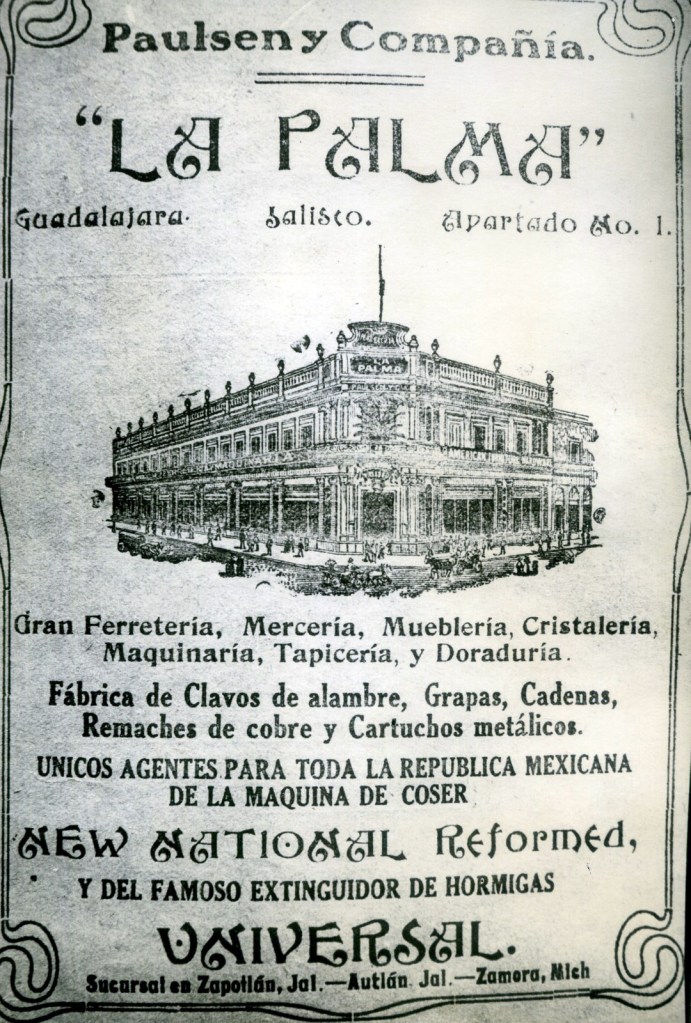 Paulsen y Compañía.
"LA PALMA"
Guadalajara. Jalisco. Apartado No. 1.
LA PALMA
Gran Ferretería, Mercería, Mueblería, Cristalería,
Maquinaría, Tapicería, y Doraduría.
Fábrica de Clavos de alambre, Grapas, Cadenas,
Remaches de cobre y Cartuchos metálicos.
UNICOS AGENTES PARA TODA LA REPUBLICA MEXICANA
DE LA MAQUINA DE COSER
NEW NATIONAL Reformed,
Y DEL FAMOSO EXTINGUIDOR DE HORMIGAS
UNIVERSAL.
Sucursal en Zapotlán, Jal.—Autlán Jal.—Zamora, Mich